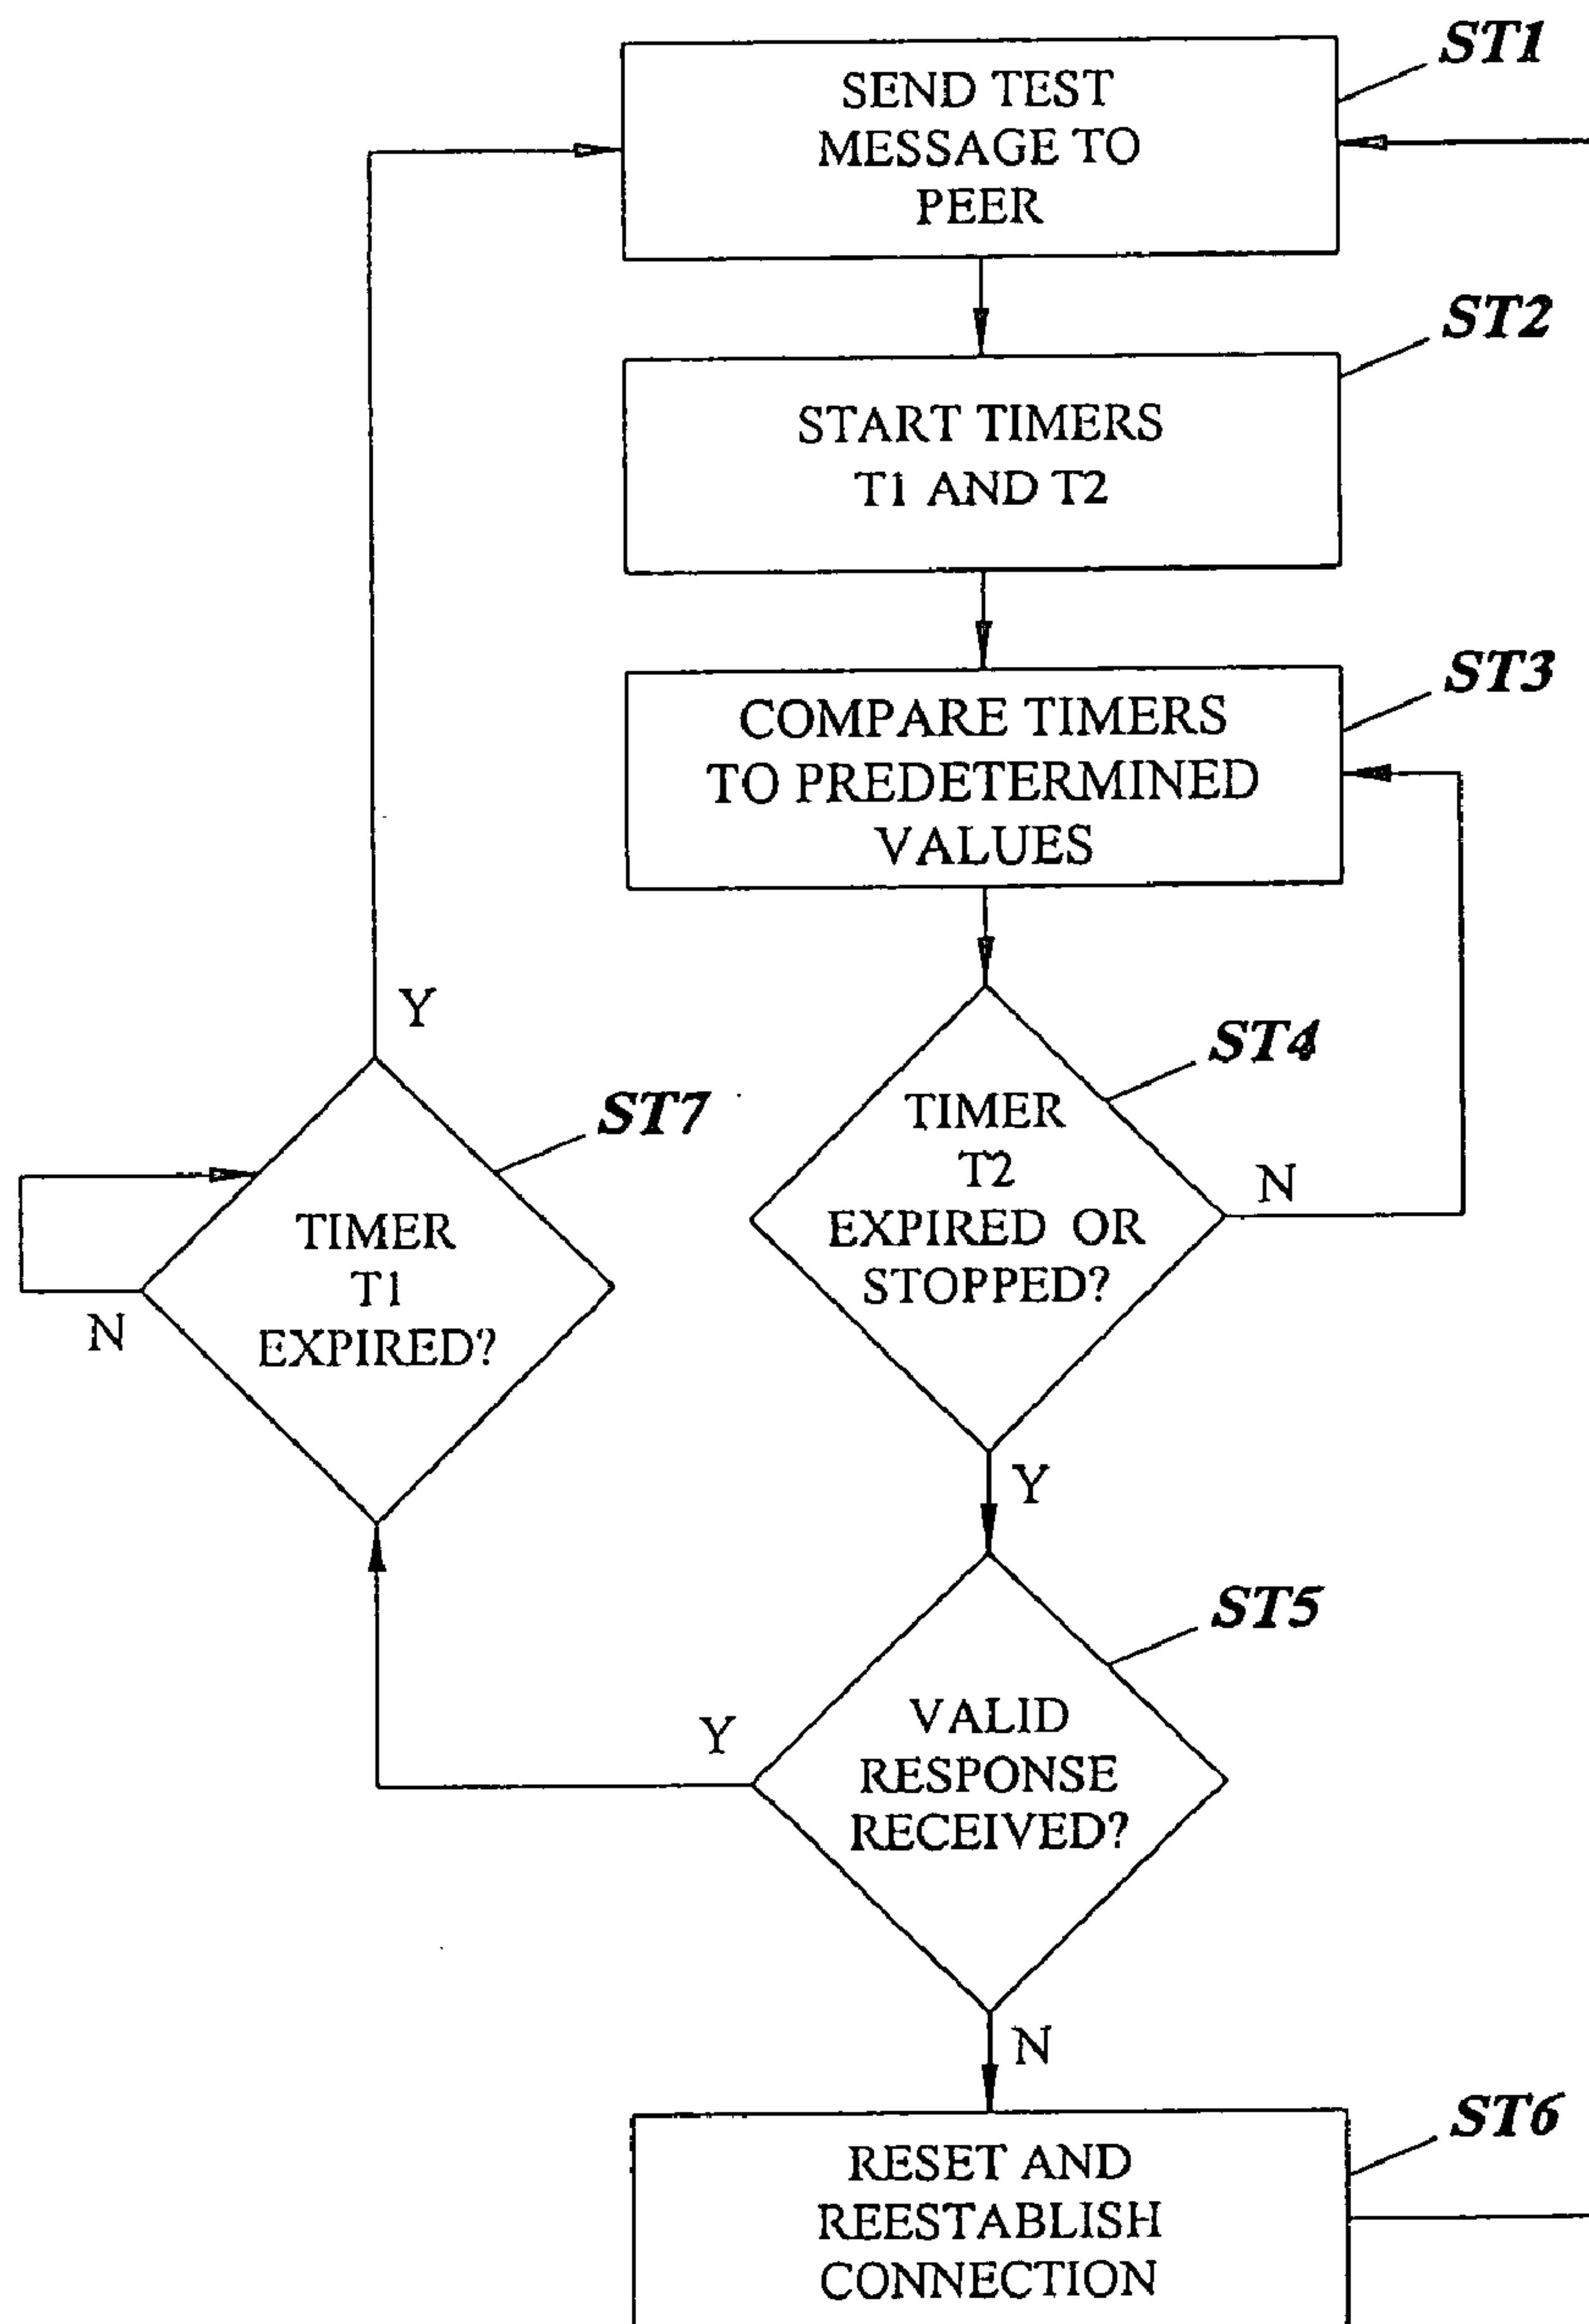 ST1
SEND TEST
MESSAGE TO
PEER
ST2
START TIMERS
T1 AND T2
ST3
COMPARE TIMERS
TO PREDETERMINED
VALUES
Y
ST4
TIMER
T2
EXPIRED OR
STOPPED?
N
ST7
TIMER
T1
EXPIRED?
N
Y
ST5
VALID
RESPONSE
RECEIVED?
Y
N
ST6
RESET AND
REESTABLISH
CONNECTION